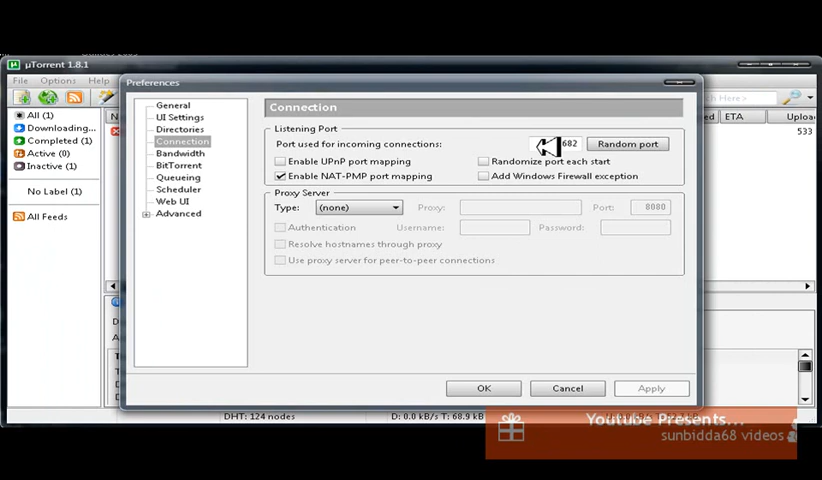 µTorrent 1.8.1
File Options Help
Preferences
All (1)
Downloading...
Completed (1)
Active (0)
Inactive (1)
No Label (1)
All Feeds
General
UI Settings
Directories
Connection
Bandwidth
BitTorrent
Queueing
Scheduler
Web UI
Advanced
Connection
Listening Port
Port used for incoming connections: 682 Random port
Enable UPnP port mapping Randomize port each start
Enable NAT-PMP port mapping Add Windows Firewall exception
Proxy Server
Type: (none) Proxy: Port: 8080
Authentication Username: Password:
Resolve hostnames through proxy
Use proxy server for peer-to-peer connections
OK Cancel Apply
Here> ETA Uploa
533
DHT: 124 nodes D: 0.0 kB/s T: 68.9 k
Youtube Presents...
sunbidda68 videos